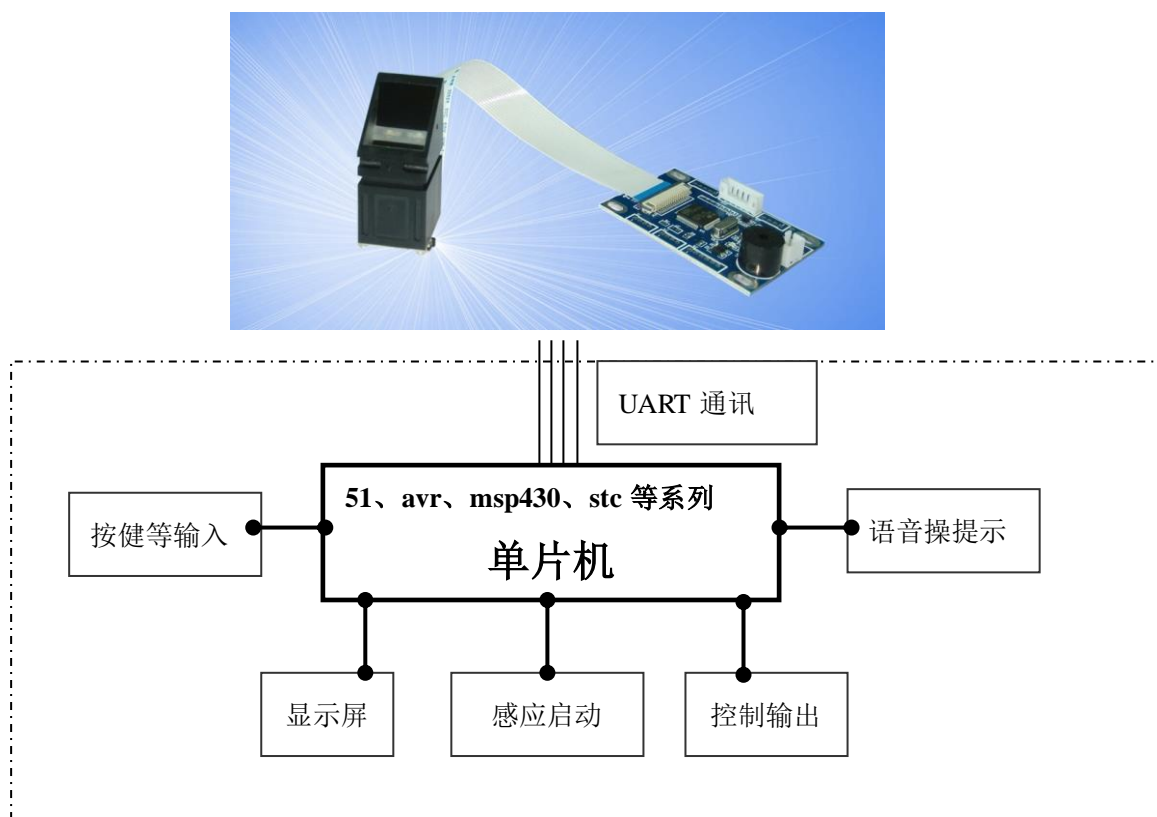 UART 通讯
51、avr、msp430、stc 等系列
单片机
按健等输入
语音操提示
显示屏
感应启动
控制输出